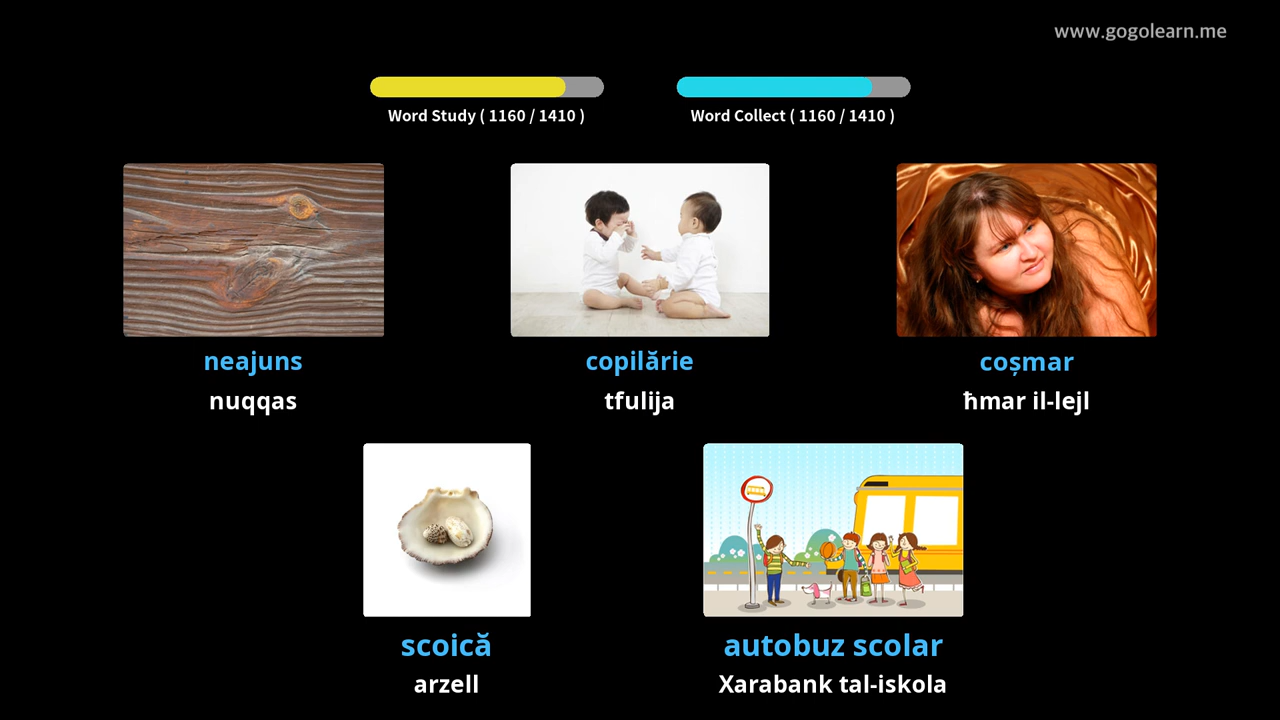 www.gogolearn.me
Word Study ( 1160 / 1410 )
Word Collect ( 1160 / 1410 )
neajuns
nuqqas
copilărie
tfulija
coșmar
ħmar il-lejl
scoică
arzell
autobuz scolar
Xarabank tal-iskola